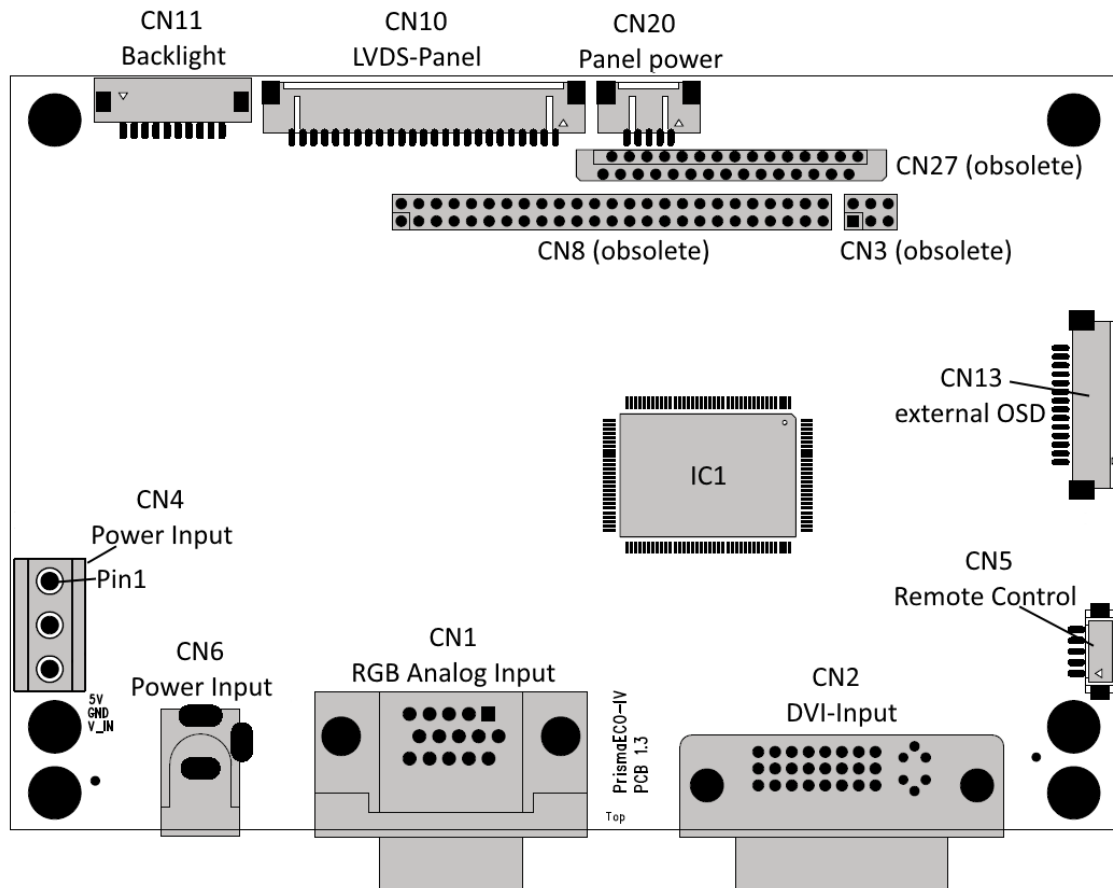 CN11
Backlight
CN10
LVDS-Panel
CN20
Panel power
CN27 (obsolete)
CN8 (obsolete)
CN3 (obsolete)
CN13
external OSD
IC1
CN4
Power Input
Pin1
CN5
Remote Control
CN6
Power Input
CN1
RGB Analog Input
CN2
DVI-Input
5V
GND
V_IN
PrismaECO-IV
PCB 1.3
Top